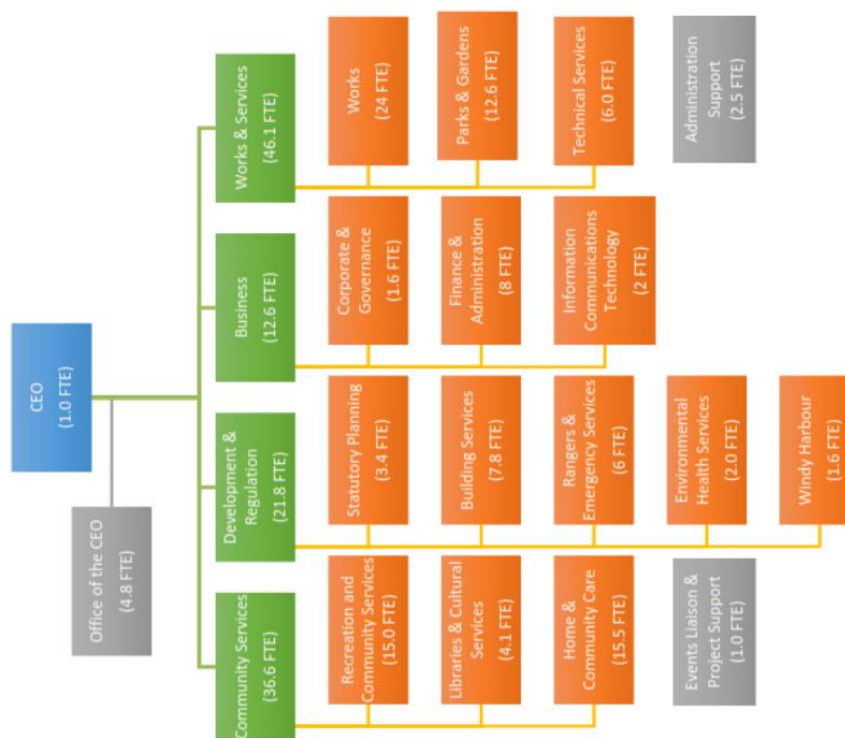 CEO
(1.0 FTE)
Office of the CEO
(4.8 FTE)
Community Services
(36.6 FTE)
Development &
Regulation
(21.8 FTE)
Business
(12.6 FTE)
Works & Services
(46.1 FTE)
Recreation and
Community Services
(15.0 FTE)
Libraries & Cultural
Services
(4.1 FTE)
Home &
Community Care
(15.5 FTE)
Events Liaison &
Project Support
(1.0 FTE)
Statutory Planning
(3.4 FTE)
Building Services
(7.8 FTE)
Rangers &
Emergency Services
(6 FTE)
Environmental
Health Services
(2.0 FTE)
Windy Harbour
(1.6 FTE)
Corporate &
Governance
(1.6 FTE)
Finance &
Administration
(8 FTE)
Information
Communications
Technology
(2 FTE)
Works
(24 FTE)
Parks & Gardens
(12.6 FTE)
Technical Services
(6.0 FTE)
Administration
Support
(2.5 FTE)